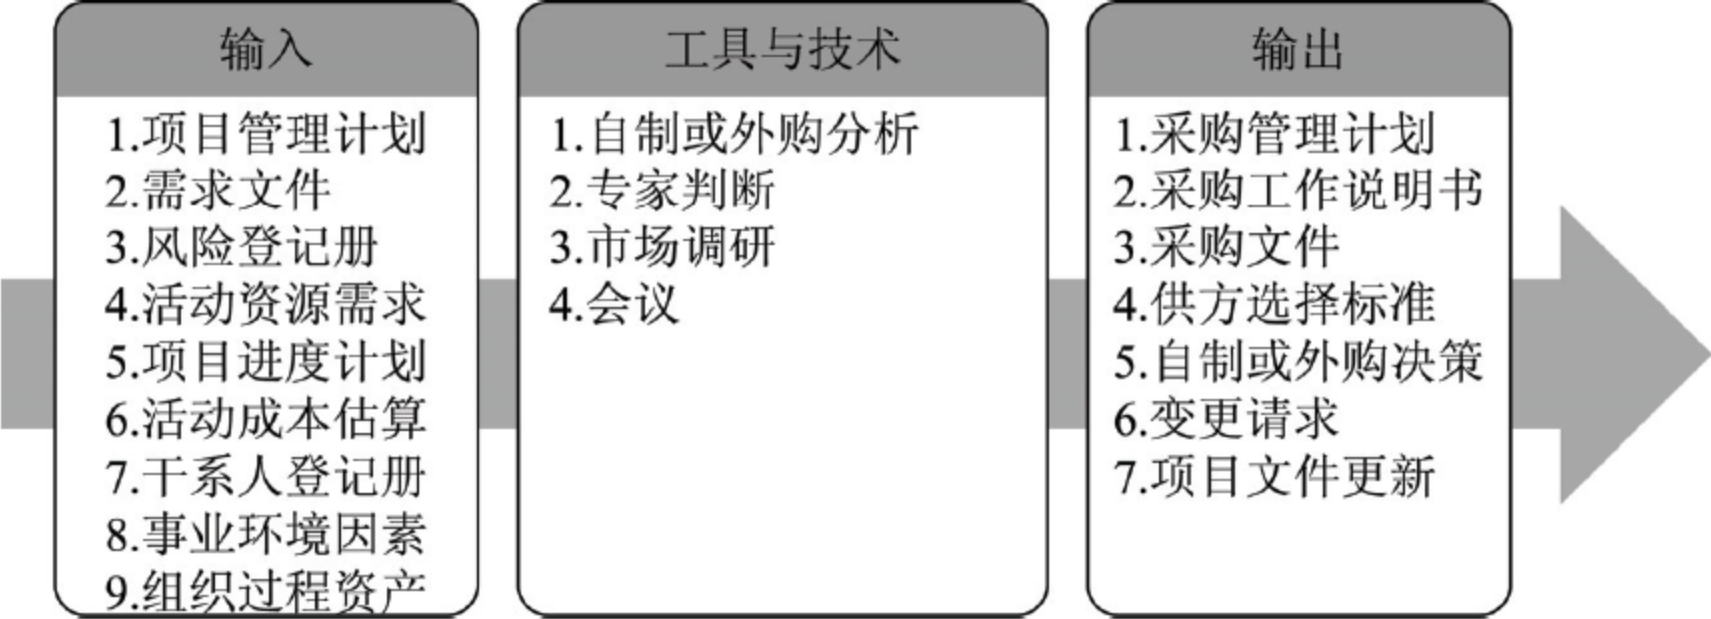 输入
1.项目管理计划
2.需求文件
3.风险登记册
4.活动资源需求
5.项目进度计划
6.活动成本估算
7.干系人登记册
8.事业环境因素
9.组织过程资产
工具与技术
1.自制或外购分析
2.专家判断
3.市场调研
4.会议
输出
1.采购管理计划
2.采购工作说明书
3.采购文件
4.供方选择标准
5.自制或外购决策
6.变更请求
7.项目文件更新